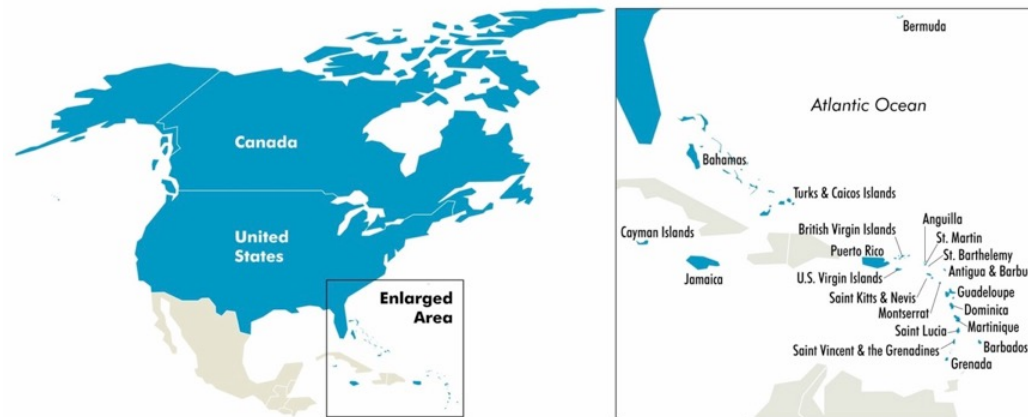 Canada
United
States
Enlarged
Area
Bermuda
Atlantic Ocean
Bahamas
Turks & Caicos Islands
Cayman Islands
Jamaica
British Virgin Islands
Puerto Rico
U.S. Virgin Islands
Anguilla
St. Martin
St. Barthelemy
Antigua & Barbu
Saint Kitts & Nevis
Montserrat
Guadeloupe
Dominica
Martinique
Saint Lucia
Saint Vincent & the Grenadines
Barbados
Grenada